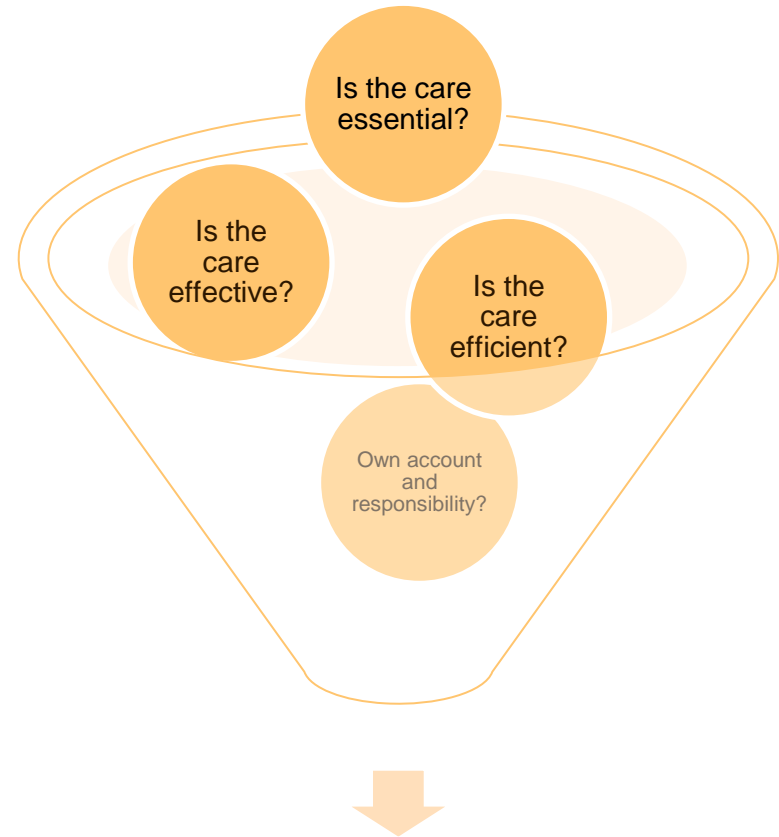 Is the care
essential?
Is the
care
effective?
Is the
care
efficient?
Own account
and
responsibility?